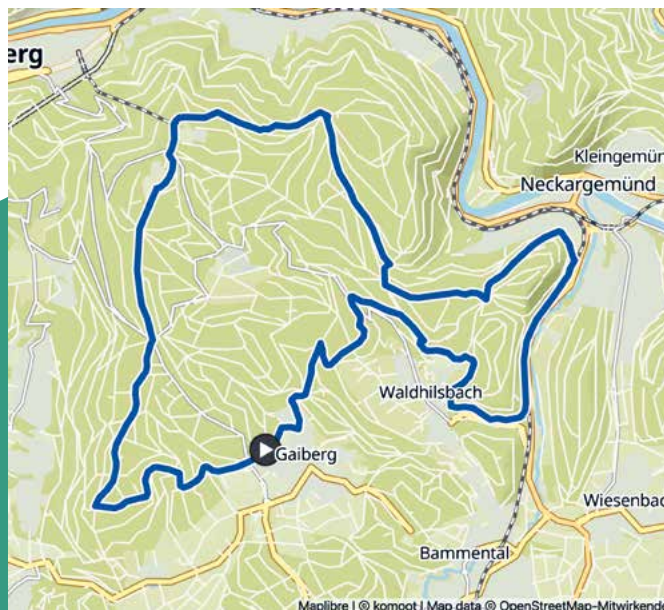 erg
Kleingemün
Neckargemünd
Waldhilsbach
Gaiberg
Wiesenbac
Bammental
Maplibre | © komoot | Map data © OpenStreetMap-Mitwirkende